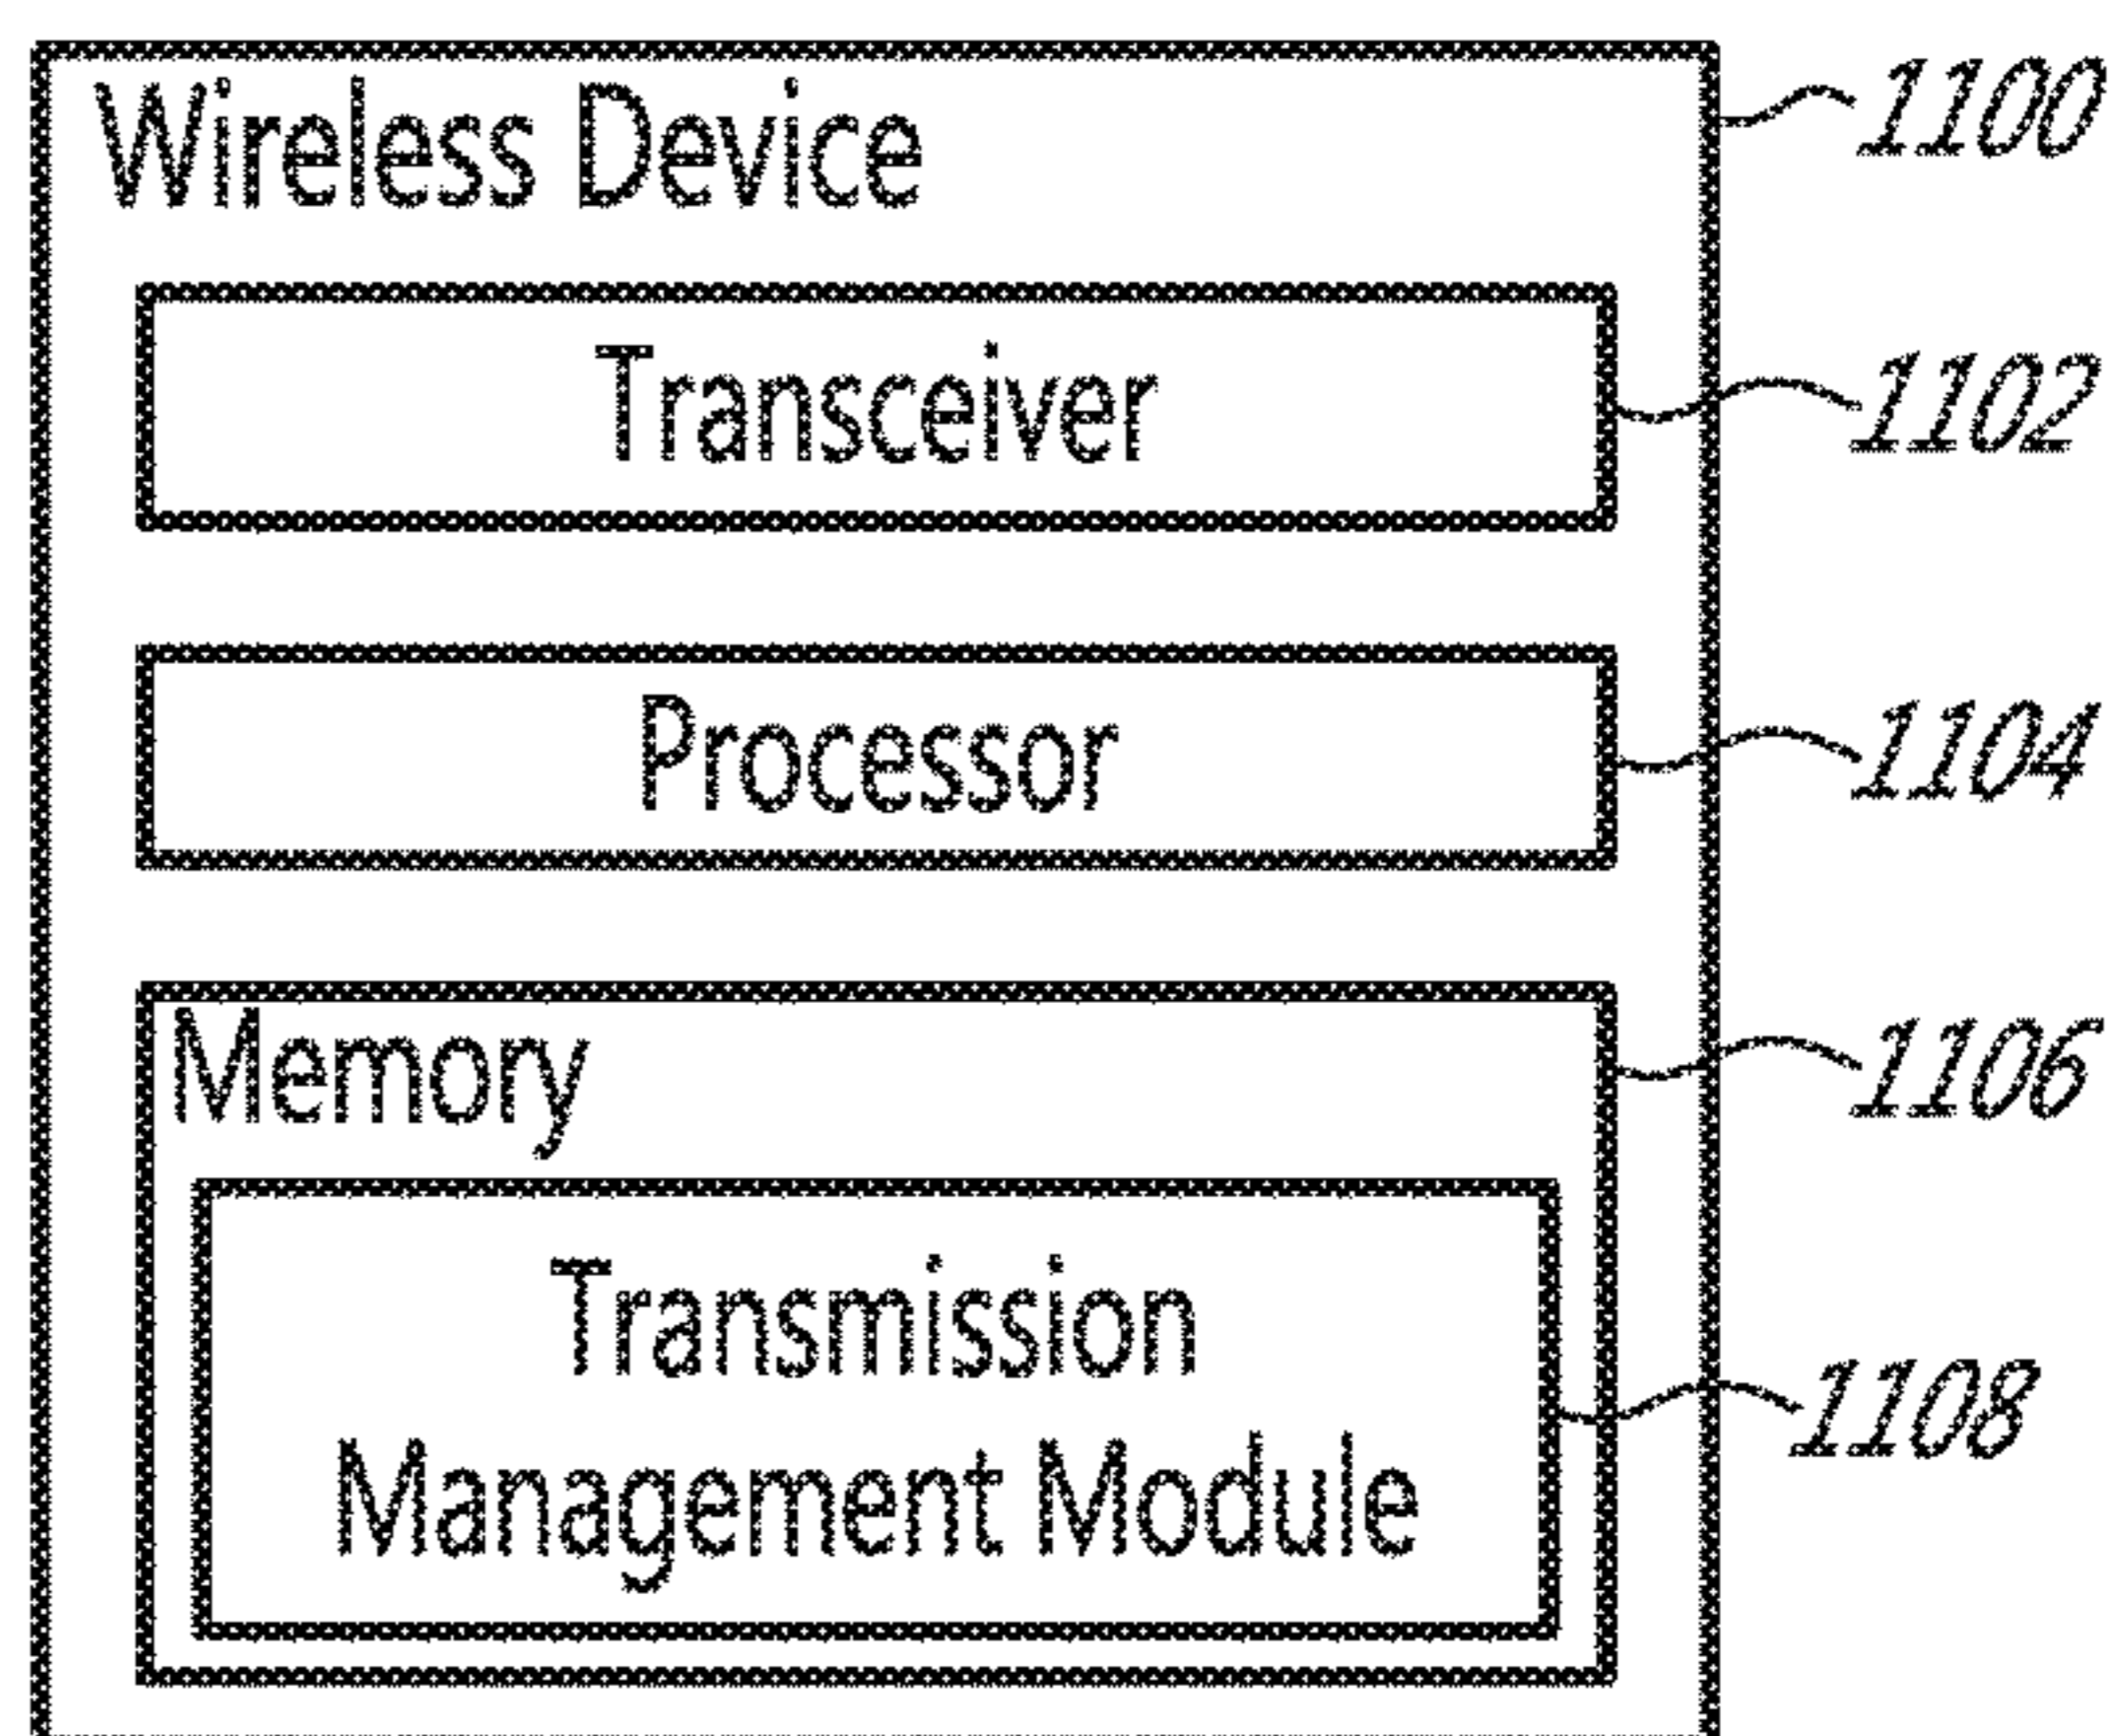 Wireless Device
1100
Transceiver
1102
Processor
1104
Memory
1106
Transmission
Management Module
1108